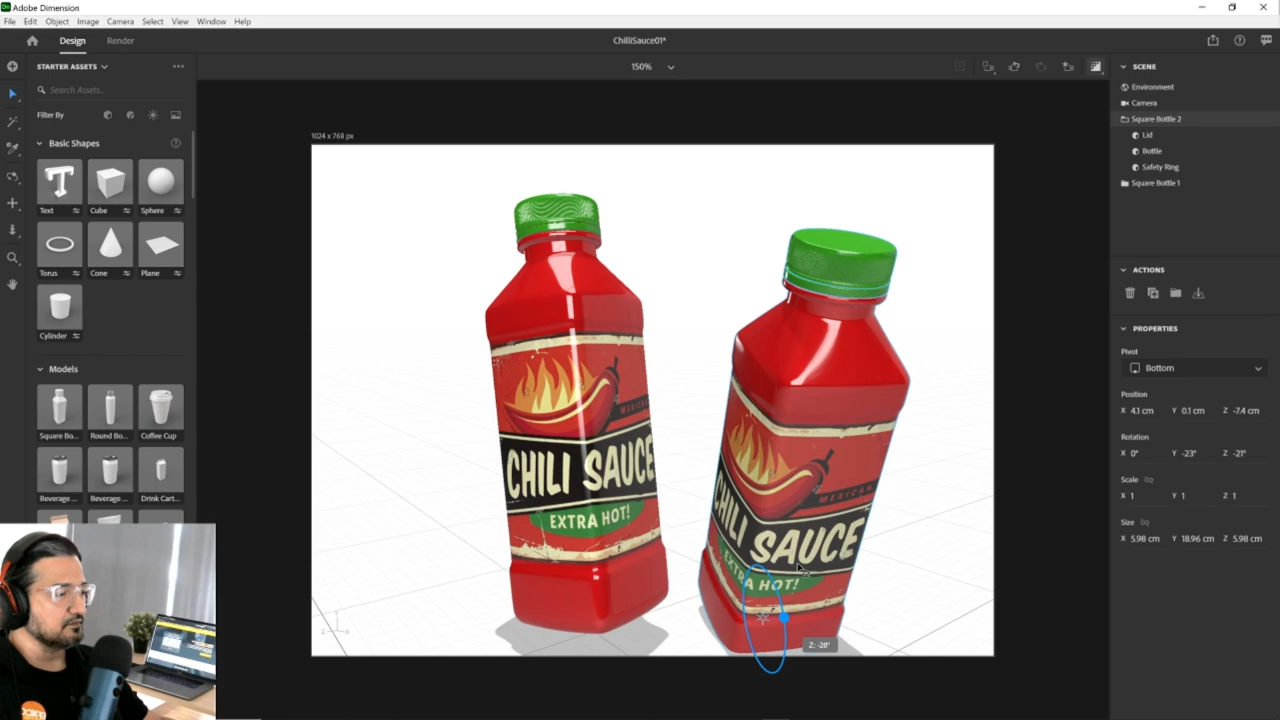 Dn Adobe Dimension
File Edit Object Image Camera Select View Window Help
Design Render ChilliSauce01*
STARTER ASSETS
150%
Search Assets...
Filter By
Basic Shapes
Text Cube Sphere
Torus Cone Plane
Cylinder
Models
Square Bo... Round Bo... Coffee Cup
Beverage ... Beverage ... Drink Cart...
1024 x 768 px
MEXICAN
CHILI SAUCE
EXTRA HOT!
MEXICAN
CHILI SAUCE
EXTRA HOT!
Z: -20°
SCENE
Environment
Camera
Square Bottle 2
Lid
Bottle
Safety Ring
Square Bottle 1
ACTIONS
PROPERTIES
Pivot
Bottom
Position
X 4.1 cm Y 0.1 cm Z -7.4 cm
Rotation
X 0° Y -23° Z -21°
Scale
X 1 Y 1 Z 1
Size
X 5.98 cm Y 18.96 cm Z 5.98 cm